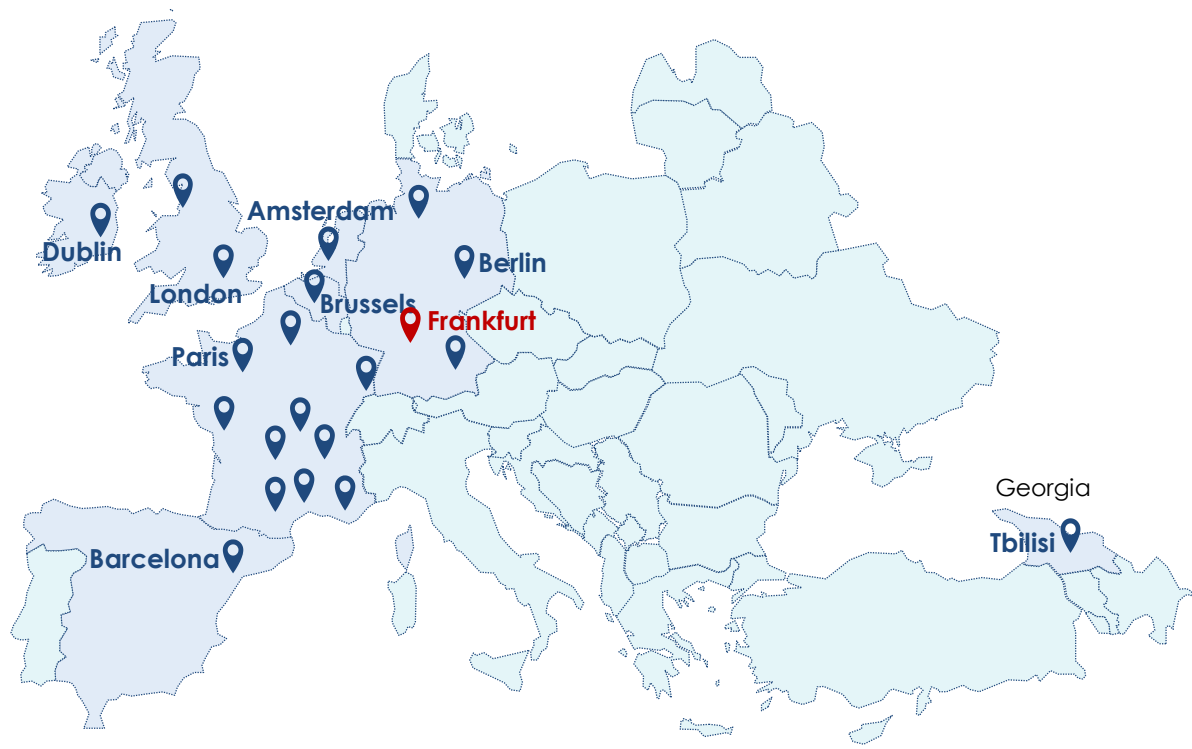 Amsterdam
Dublin
Berlin
London
Brussels
Frankfurt
Paris
Georgia
Tbilisi
Barcelona